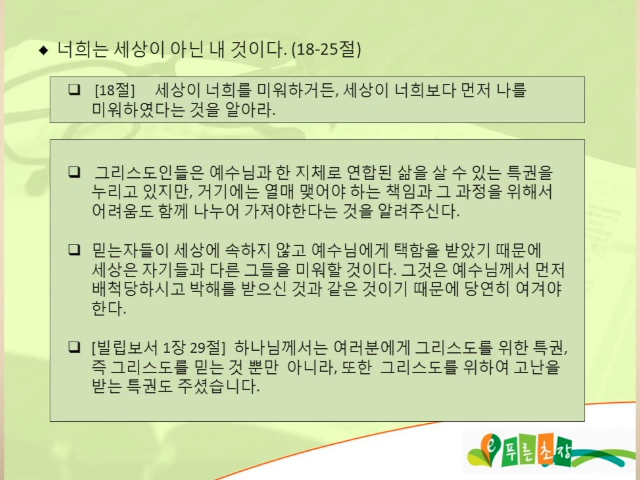 ◆ 너희는 세상이 아닌 내 것이다. (18-25절)
❑ [18절] 세상이 너희를 미워하거든, 세상이 너희보다 먼저 나를
미워하였다는 것을 알아라.
❑ 그리스도인들은 예수님과 한 지체로 연합된 삶을 살 수 있는 특권을
누리고 있지만, 거기에는 열매 맺어야 하는 책임과 그 과정을 위해서
어려움도 함께 나누어 가져야한다는 것을 알려주신다.
❑ 믿는자들이 세상에 속하지 않고 예수님에게 택함을 받았기 때문에
세상은 자기들과 다른 그들을 미워할 것이다. 그것은 예수님께서 먼저
배척당하시고 박해를 받으신 것과 같은 것이기 때문에 당연히 여겨야
한다.
❑ [빌립보서 1장 29절] 하나님께서는 여러분에게 그리스도를 위한 특권,
즉 그리스도를 믿는 것 뿐만 아니라, 또한 그리스도를 위하여 고난을
받는 특권도 주셨습니다.
e푸른초장